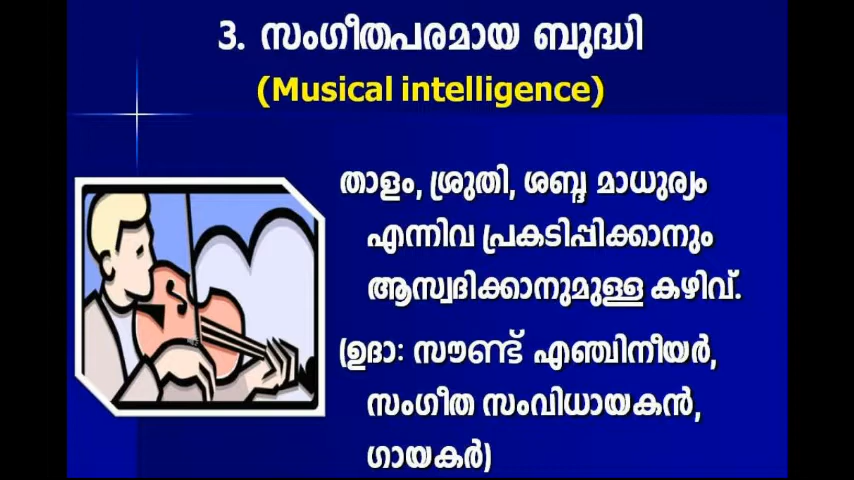 3. സംഗീതപരമായ ബുദ്ധി
(Musical intelligence)
താളം, ശ്രുതി, ശബ്ദ മാധുര്യം
എന്നിവ പ്രകടിപ്പിക്കാനും
ആസ്വദിക്കാനുമുള്ള കഴിവ്.
(ഉദാ: സൗണ്ട് എഞ്ചിനീയർ,
സംഗീത സംവിധായകൻ,
ഗായകർ)